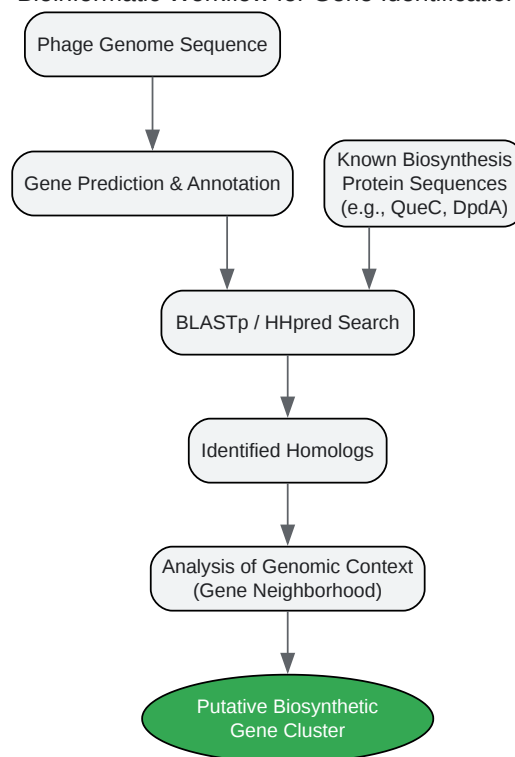 Bioinformatic Workflow for Gene Identification
Phage Genome Sequence
Gene Prediction & Annotation
Known Biosynthesis
Protein Sequences
(e.g., QueC, DpdA)
BLASTp / HHpred Search
Identified Homologs
Analysis of Genomic Context
(Gene Neighborhood)
Putative Biosynthetic
Gene Cluster